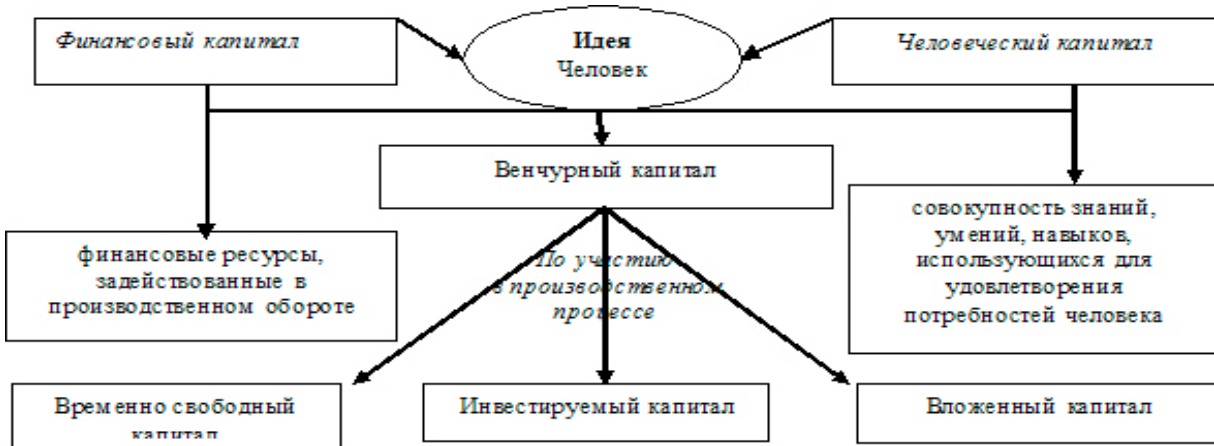 Финансовый капитал
Идея
Человек
Человеческий капитал
Венчурный капитал
финансовые ресурсы,
задействованные в
производственном обороте
По участию
в производственном
процессе
совокупность знаний,
умений, навыков,
использующихся для
удовлетворения
потребностей человека
Временно свободный
капитал
Инвестируемый капитал
Вложенный капитал